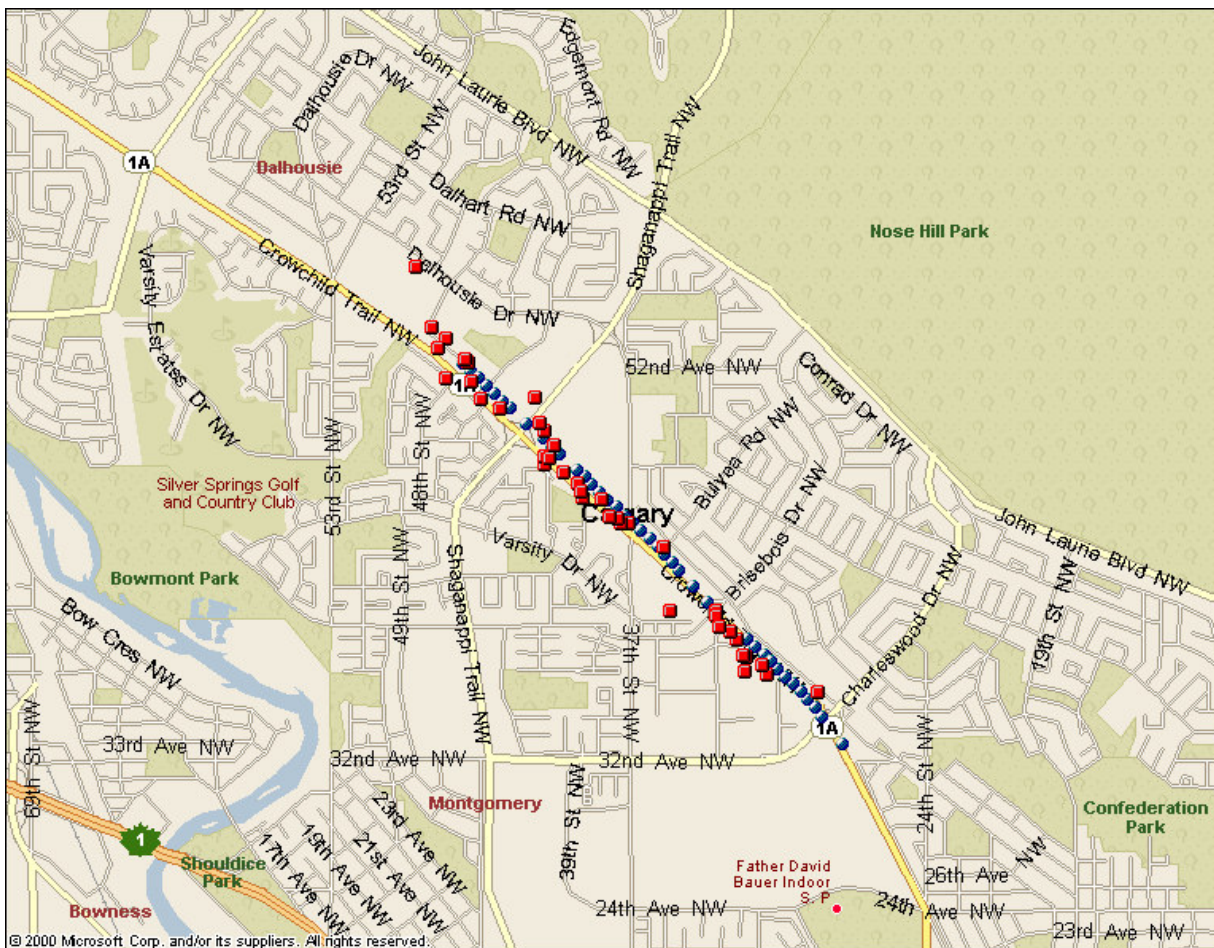 Edgemont Rd NW
John Laurie Blvd NW
Dalhousie
Dr NW
Shaganappi Trail NW
1A
Dalhousie
53rd St NW
Dalhart Rd NW
Nose Hill Park
Varsity Estates Dr NW
Crowchild Trail NW
Dalhousie Dr NW
52nd Ave NW
Conrad Dr NW
48th St NW
Bulyea Rd NW
Silver Springs Golf
and Country Club
53rd St NW
Calgary
Brisebois Dr NW
John Laurie Blvd NW
Varsity Dr NW
49th St NW
Shaganappi Trail NW
Bowmont Park
Bow Cres NW
37th St NW
Charleswood Dr NW
19th St NW
69th St NW
33rd Ave NW
32nd Ave NW
32nd Ave NW
1A
24th St NW
Montgomery
39th St NW
23rd Ave NW
21st Ave NW
19th Ave NW
17th Ave NW
Confederation
Park
1
Shouldice
Park
Father David
Bauer Indoor
S. P
26th Ave NW
Bowness
24th Ave NW
24th Ave NW
23rd Ave NW
© 2000 Microsoft Corp. and/or its suppliers. All rights reserved.